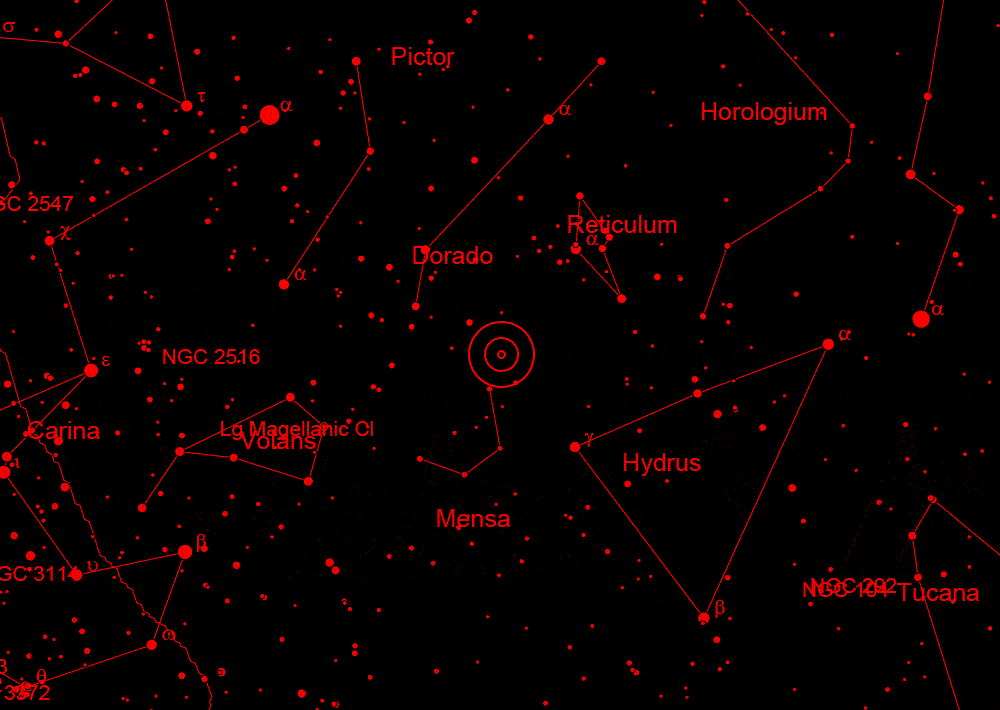 σ
Pictor
τ
α
α
Horologium
NGC 2547
χ
Reticulum
α
Dorado
α
α
α
NGC 2516
ε
Lg Magellanic Cl
Carina
Volans
γ
Hydrus
ι
Mensa
β
υ
NGC 3114
NGC 292
NGC 104
Tucana
β
ω
β
θ
3372